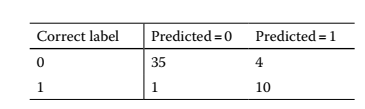 Correct label Predicted = 0 Predicted = 1
0 35 4
1 1 10